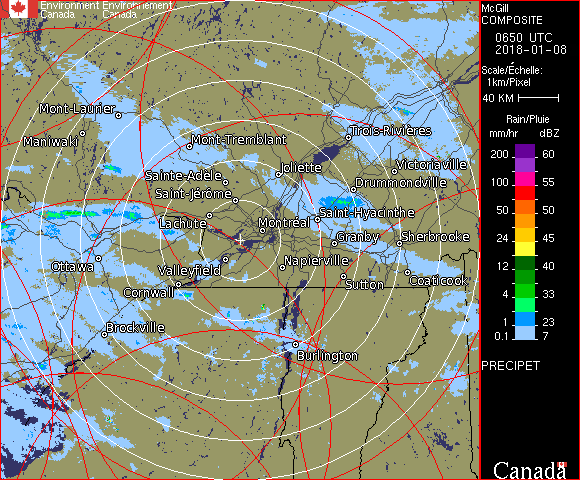 Environment Environnement
Canada Canada
McGill
COMPOSITE
0650 UTC
2018-01-08
Scale/Échelle:
1km/Pixel
40 KM
Rain/Pluie
mm/hr dBZ
200 60
100 55
50 50
24 45
12 40
4 33
1 23
0.1 7
PRECIPET
Canada
Mont-Laurier
Maniwaki
Mont-Tremblant
Trois-Rivières
Sainte-Adèle
Joliette
Victoriaville
Saint-Jérôme
Drummondville
Lachute
Montréal
Saint-Hyacinthe
Granby
Sherbrooke
Ottawa
Valleyfield
Napierville
Cornwall
Sutton
Coaticook
Brockville
Burlington